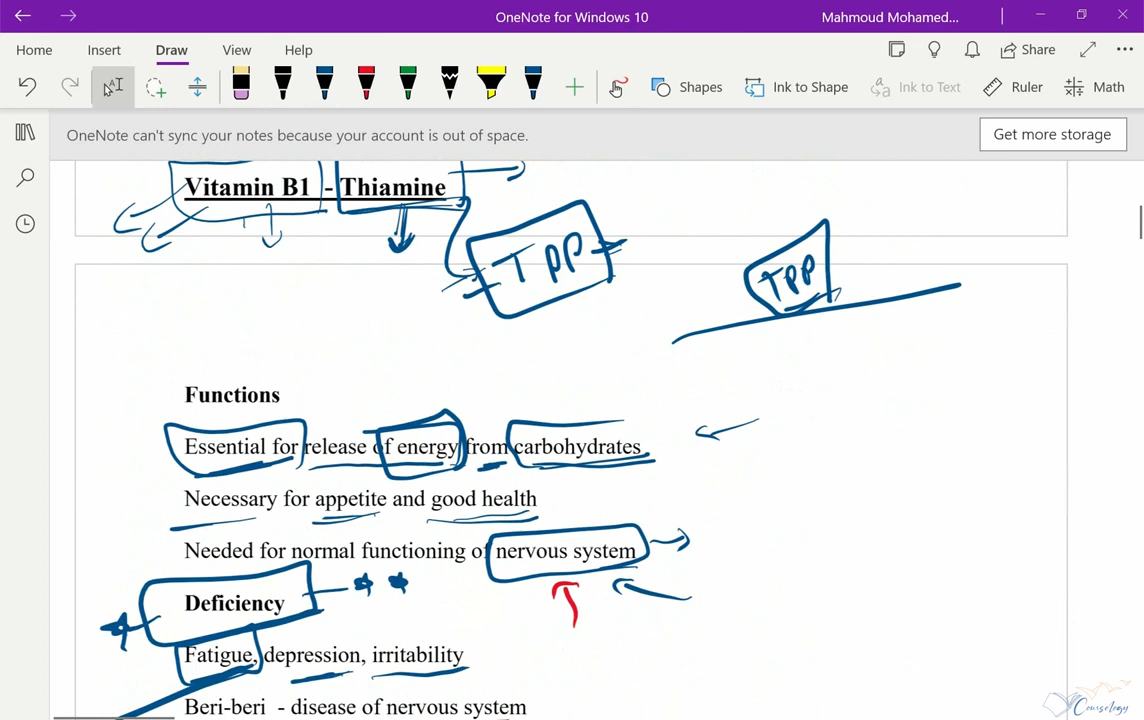 OneNote for Windows 10
Mahmoud Mohamed...
Home Insert Draw View Help
Share
Shapes Ink to Shape Ink to Text Ruler Math
OneNote can't sync your notes because your account is out of space.
Get more storage
Vitamin B1 - Thiamine
TPP
TPP
Functions
Essential for release of energy from carbohydrates
Necessary for appetite and good health
Needed for normal functioning of nervous system
Deficiency
Fatigue, depression, irritability
Beri-beri - disease of nervous system
Courselogy